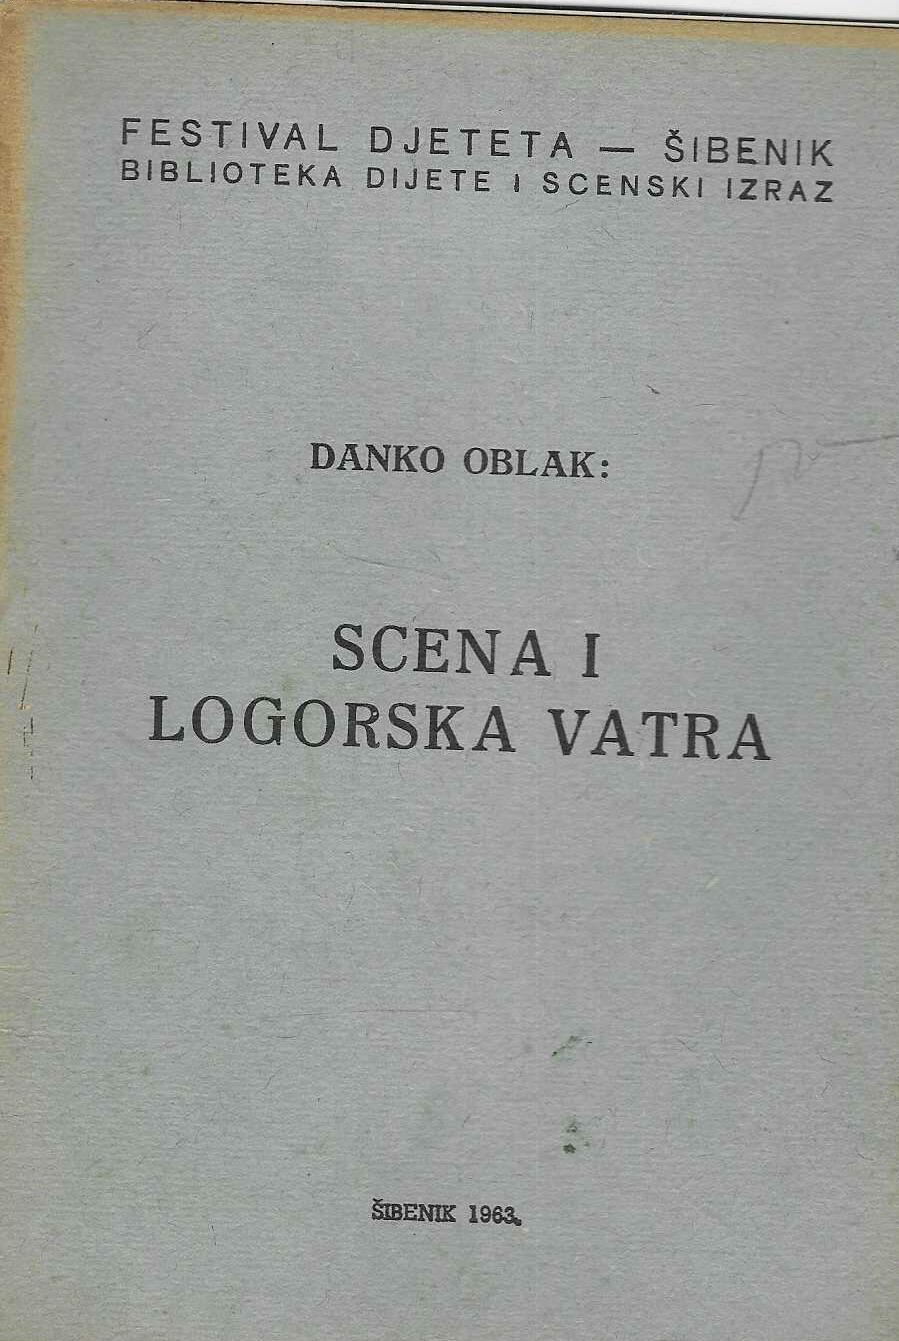 FESTIVAL DJETETA — ŠIBENIK
BIBLIOTEKA DIJETE I SCENSKI IZRAZ
DANKO OBLAK:
SCENA I
LOGORSKA VATRA
ŠIBENIK 1963.